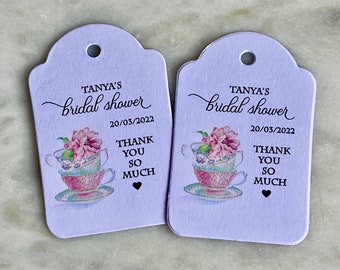 TANYA'S
bridal shower
20/03/2022
THANK
YOU
SO
MUCH
TANYA'S
bridal shower
20/03/2022
THANK
YOU
SO
MUCH